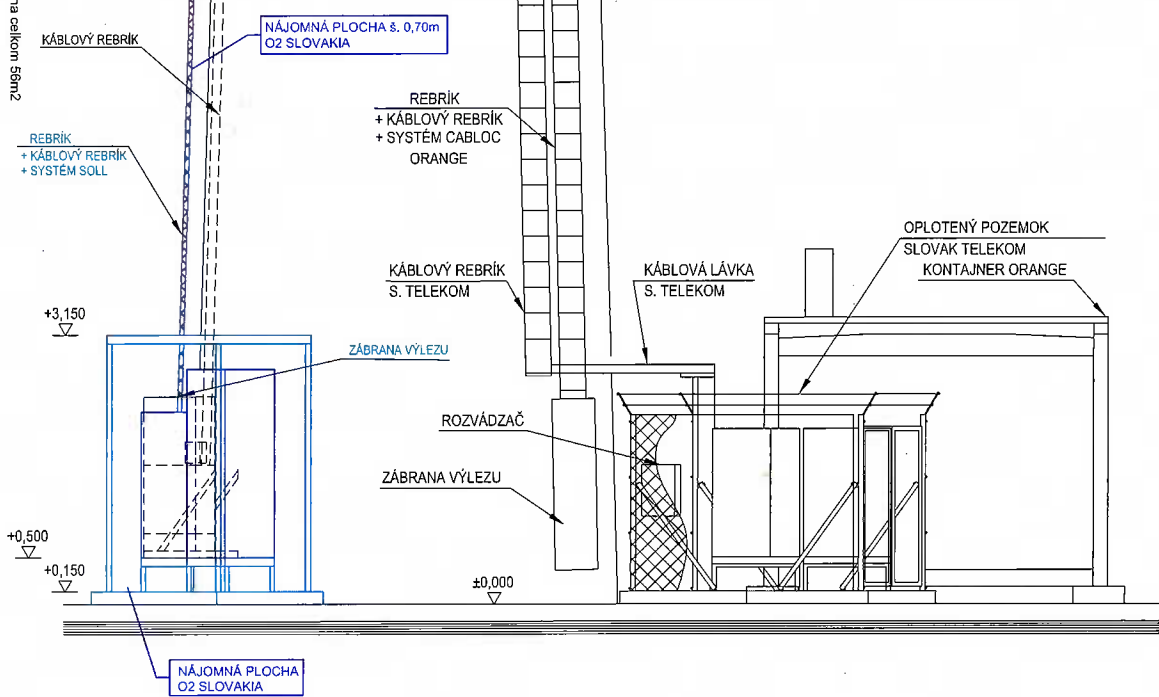 na celkom 56m2
NÁJOMNÁ PLOCHA š. 0,70m
O2 SLOVAKIA
KÁBLOVÝ REBRÍK
REBRÍK
+ KÁBLOVÝ REBRÍK
+ SYSTÉM SOLL
REBRÍK
+ KÁBLOVÝ REBRÍK
+ SYSTÉM CABLOC
ORANGE
OPLOTENÝ POZEMOK
SLOVAK TELEKOM
KONTAJNER ORANGE
KÁBLOVÝ REBRÍK
S. TELEKOM
KÁBLOVÁ LÁVKA
S. TELEKOM
+3,150
ZÁBRANA VÝLEZU
ROZVÁDZAČ
ZÁBRANA VÝLEZU
+0,500
+0,150
±0,000
NÁJOMNÁ PLOCHA
O2 SLOVAKIA